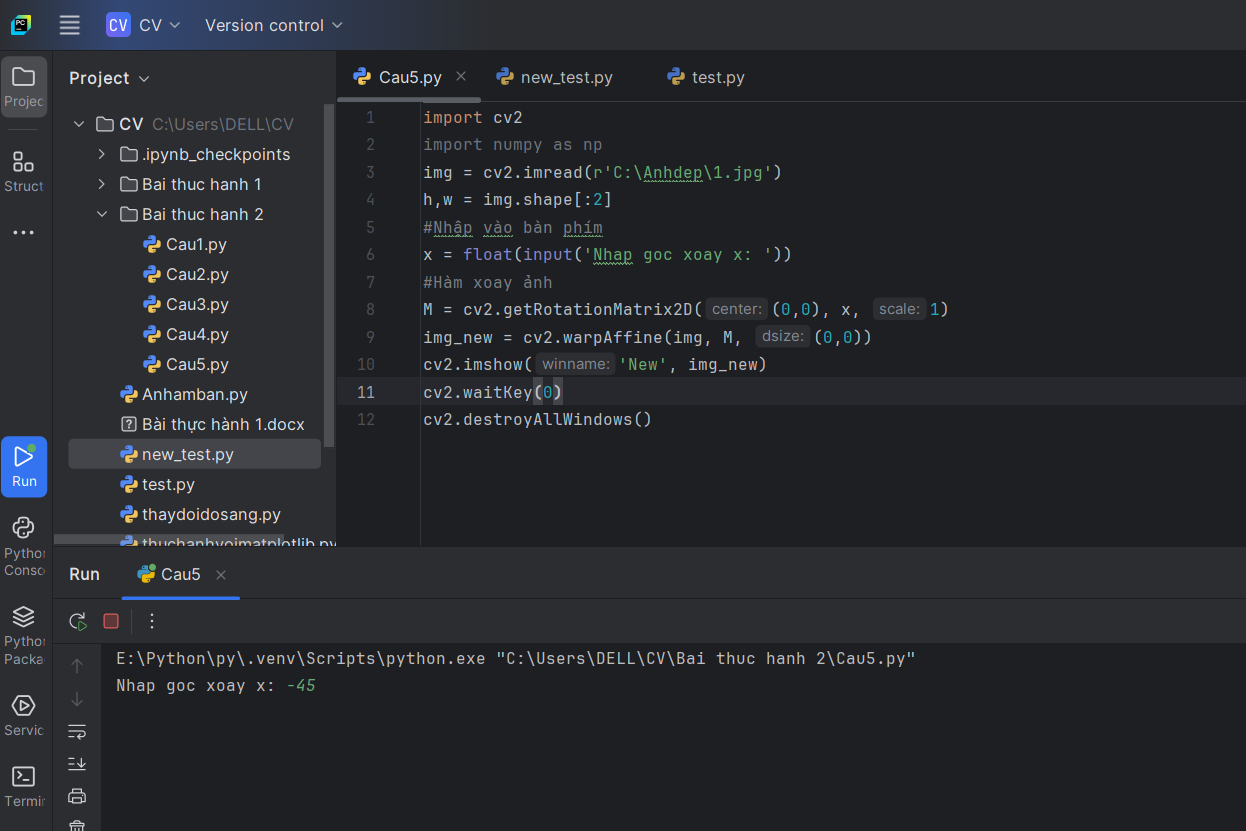 PC
CV CV Version control
Projec
Struct
Run
Python
Consc
Python
Packa
Servic
Termin
Project
CV C:\Users\DELL\CV
.ipynb_checkpoints
Bai thuc hanh 1
Bai thuc hanh 2
Cau1.py
Cau2.py
Cau3.py
Cau4.py
Cau5.py
Anhamban.py
Bài thực hành 1.docx
new_test.py
test.py
thaydoidosang.py
thuchanhvoimatplotlib.py
Cau5.py new_test.py test.py
1 import cv2
2 import numpy as np
3 img = cv2.imread(r'C:\Anhdep\1.jpg')
4 h,w = img.shape[:2]
5 #Nhập vào bàn phím
6 x = float(input('Nhap goc xoay x: '))
7 #Hàm xoay ảnh
8 M = cv2.getRotationMatrix2D( center: (0,0), x, scale: 1)
9 img_new = cv2.warpAffine(img, M, dsize: (0,0))
10 cv2.imshow( winname: 'New', img_new)
11 cv2.waitKey(0)
12 cv2.destroyAllWindows()
Run Cau5
E:\Python\py\.venv\Scripts\python.exe "C:\Users\DELL\CV\Bai thuc hanh 2\Cau5.py"
Nhap goc xoay x: -45